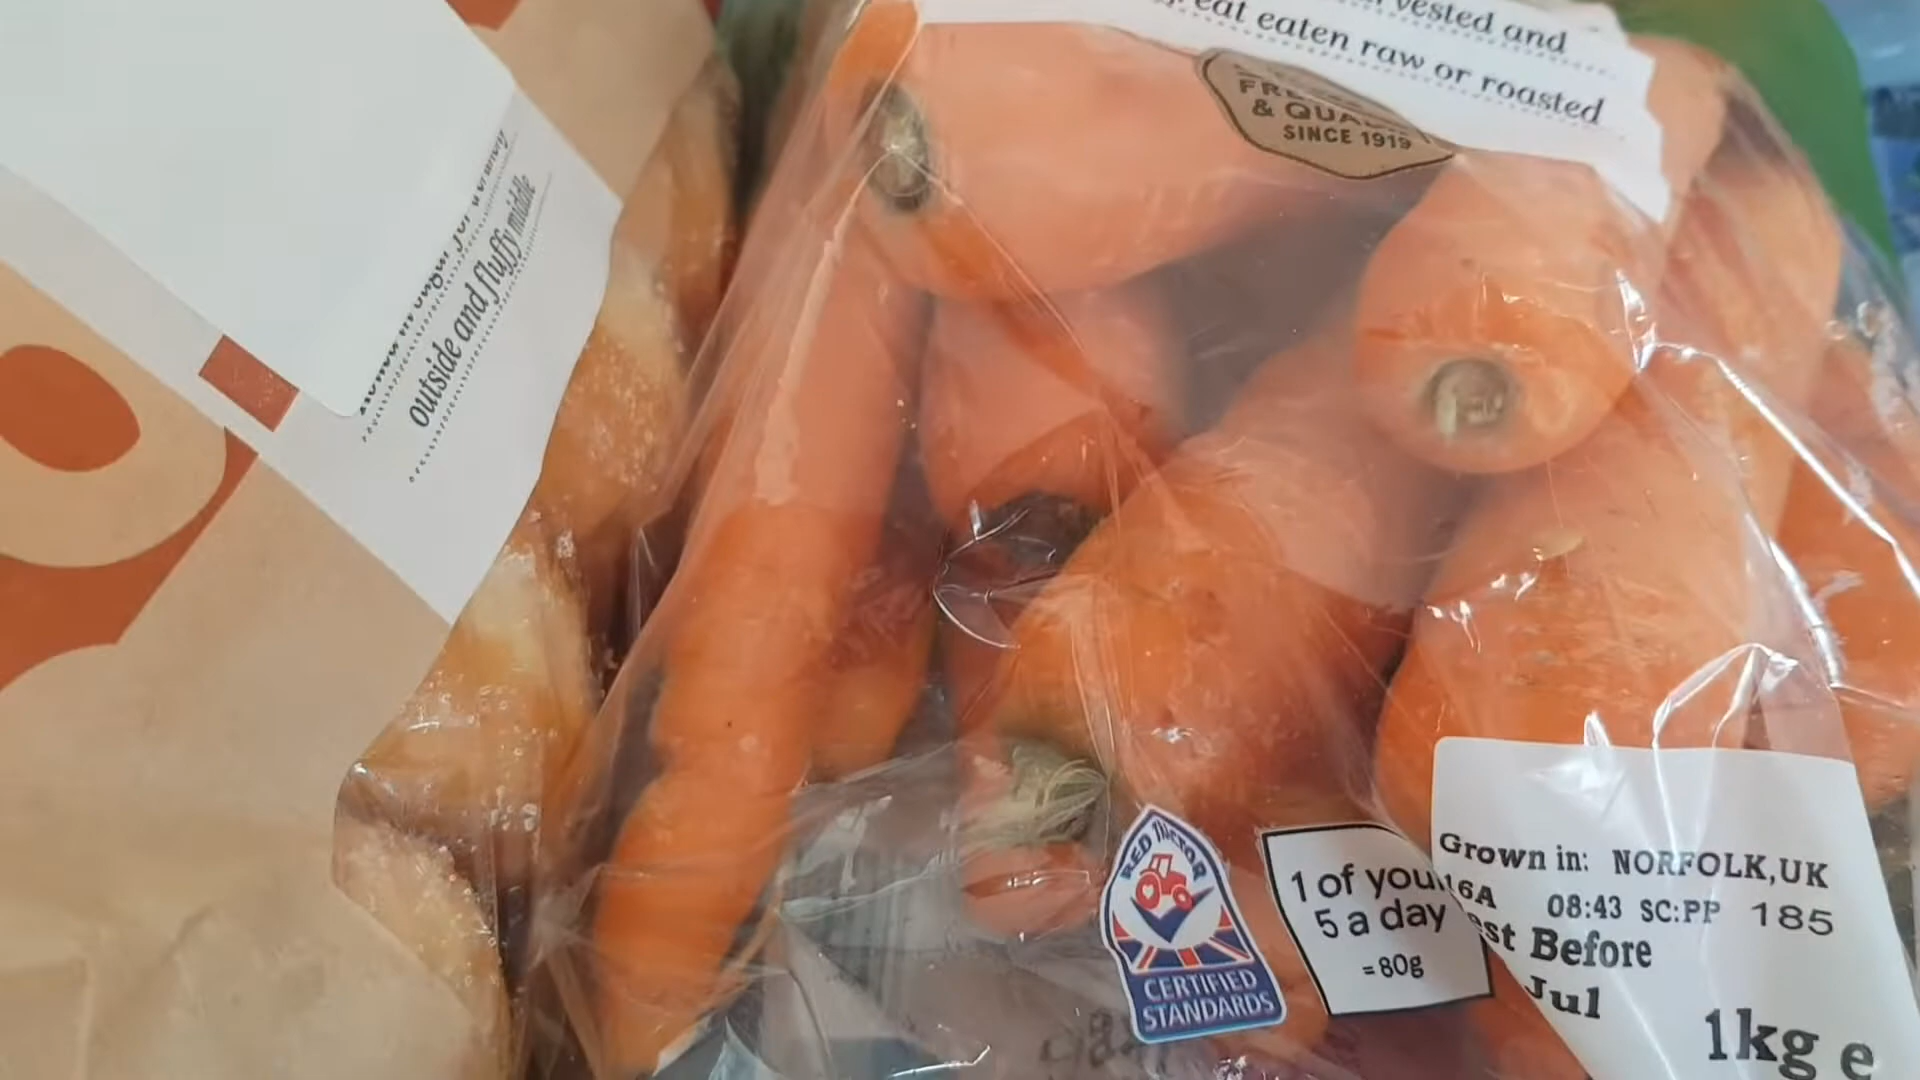 outside and fluffy middle
vested and
eat eaten raw or roasted
& QUA
SINCE 1919
RED TRACTOR
CERTIFIED
STANDARDS
1 of you
5 a day
=80g
Grown in: NORFOLK,UK
16A 08:43 SC:PP 185
est Before
Jul
1kg e